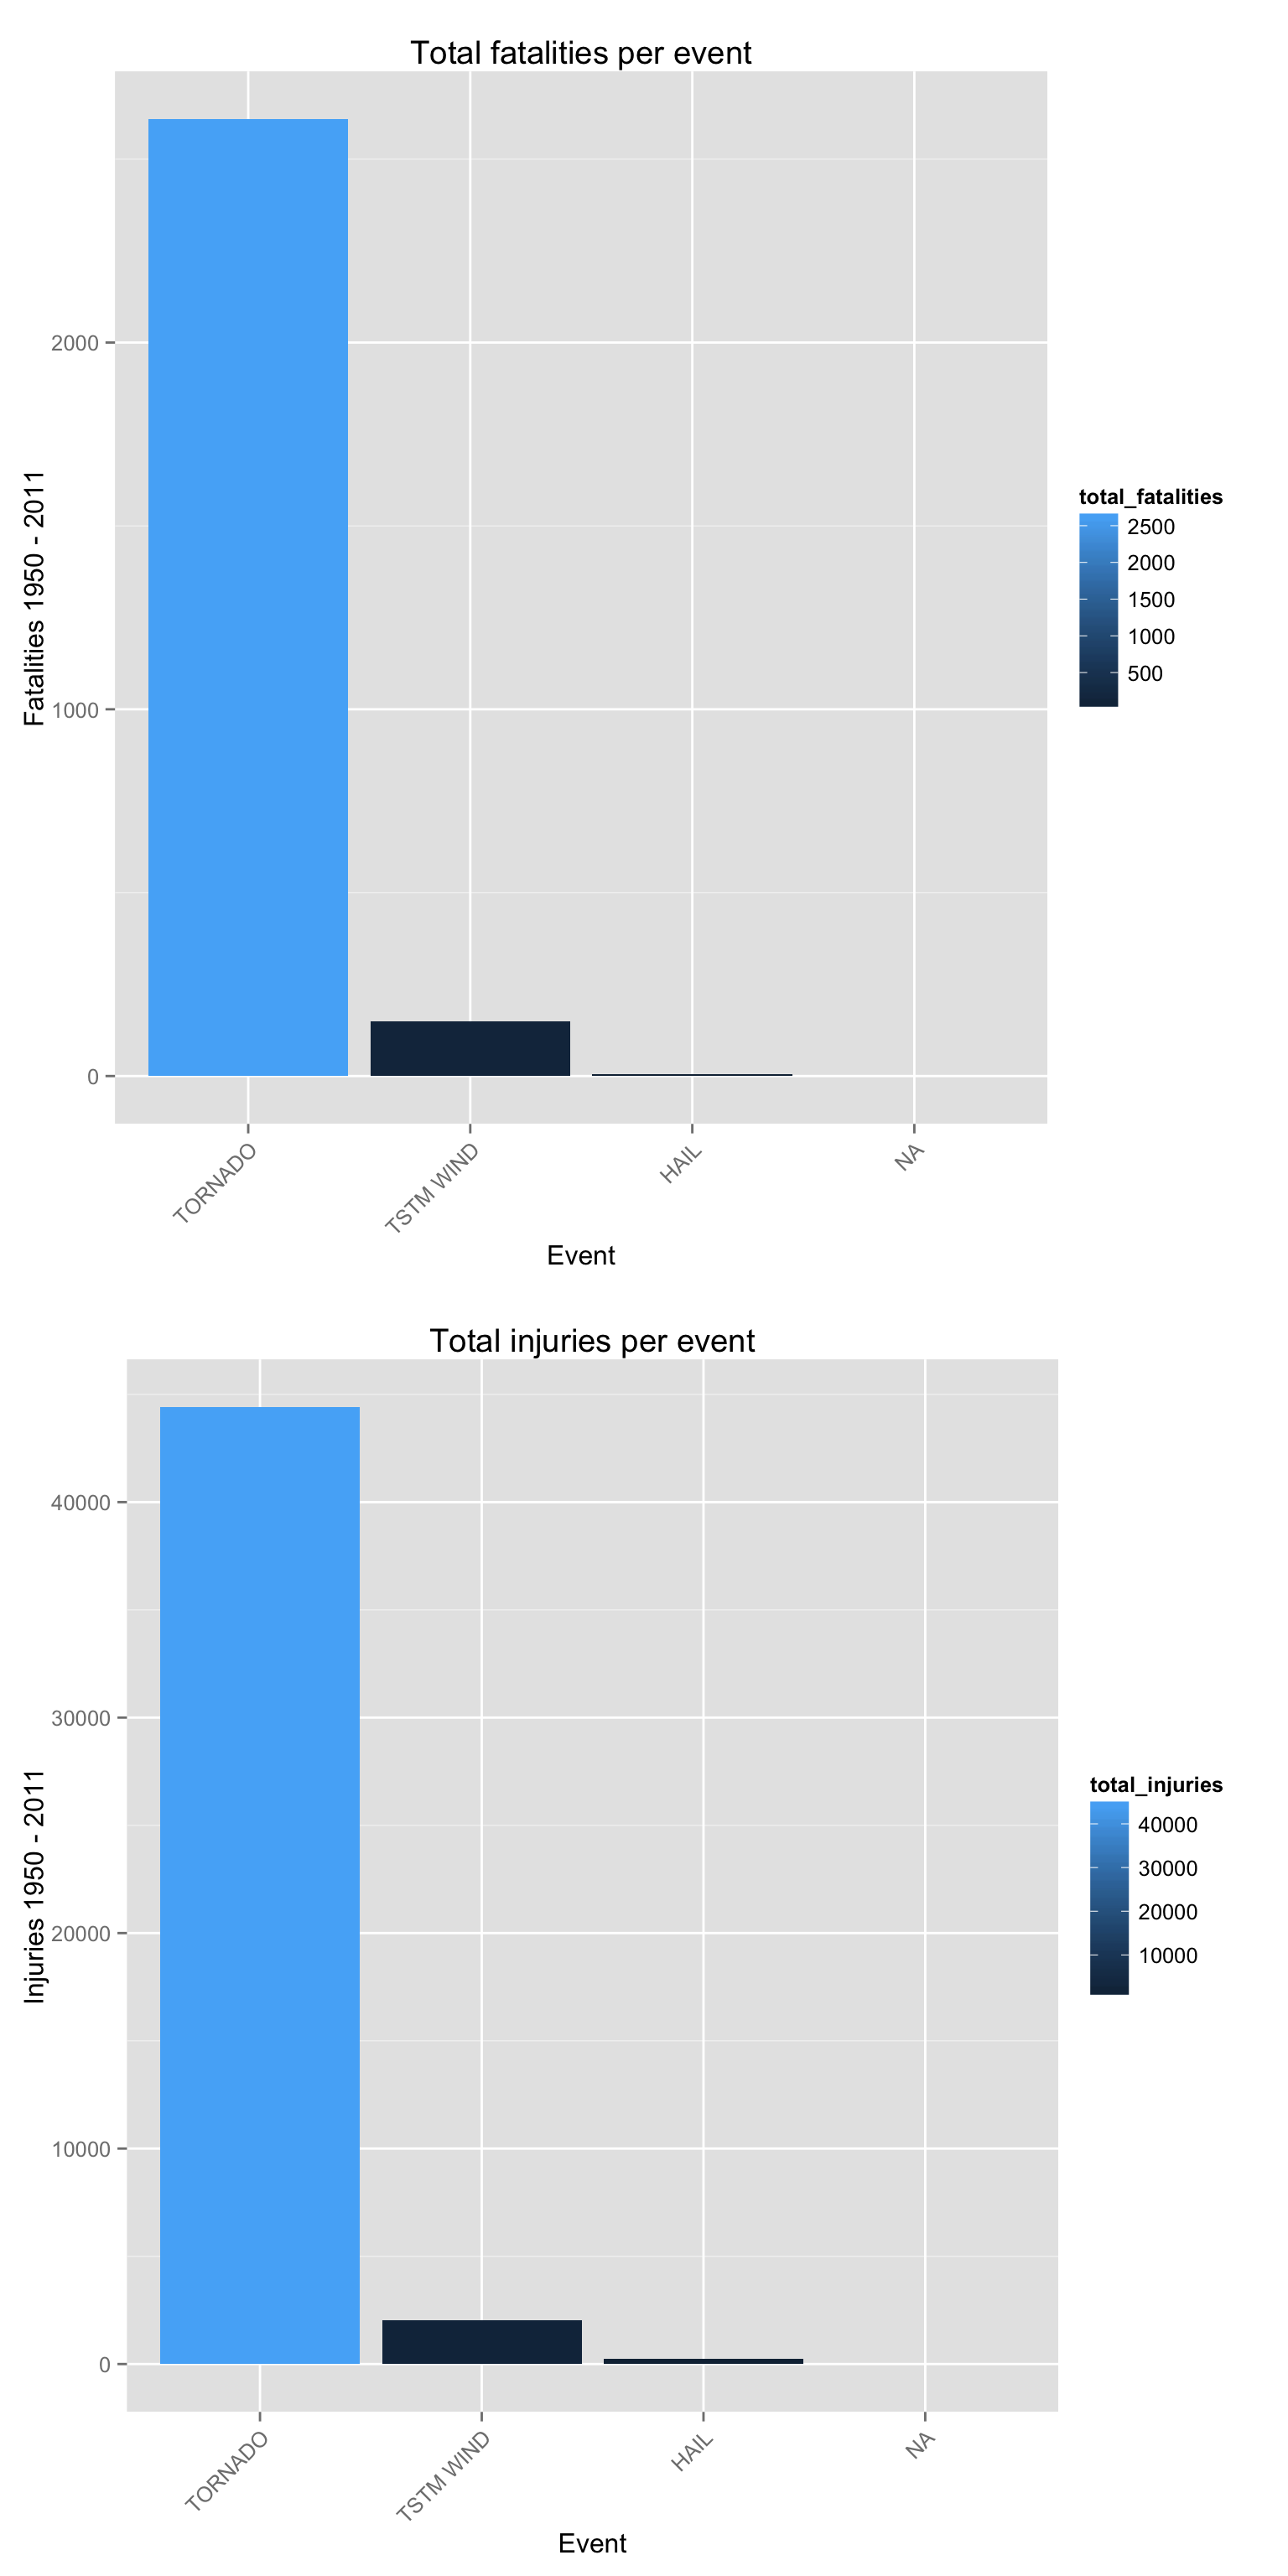 Total fatalities per event
Fatalities 1950 - 2011
2000
1000
0
TORNADO
TSTM WIND
HAIL
NA
Event
total_fatalities
2500
2000
1500
1000
500
Total injuries per event
Injuries 1950 - 2011
40000
30000
20000
10000
0
TORNADO
TSTM WIND
HAIL
NA
Event
total_injuries
40000
30000
20000
10000